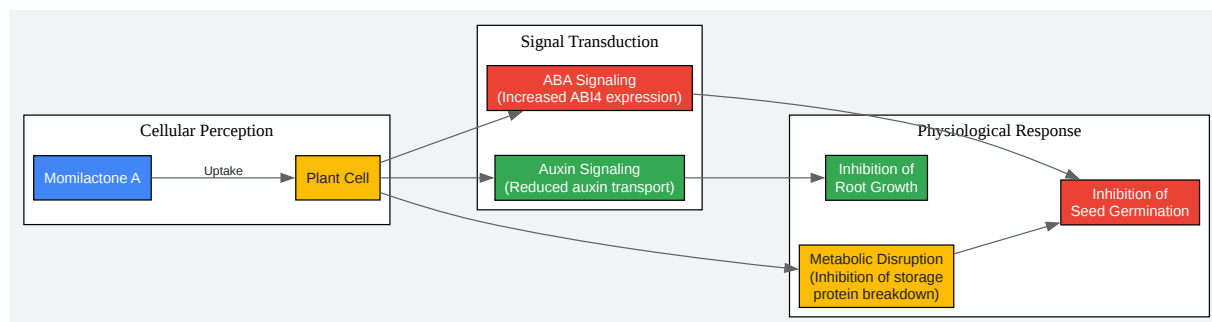 Signal Transduction
ABA Signaling
(Increased ABI4 expression)
Cellular Perception
Physiological Response
Momilactone A
Uptake
Plant Cell
Auxin Signaling
(Reduced auxin transport)
Inhibition of
Root Growth
Inhibition of
Seed Germination
Metabolic Disruption
(Inhibition of storage
protein breakdown)